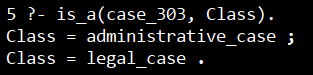 5 ?- is_a(case_303, Class).
Class = administrative_case ;
Class = legal_case .